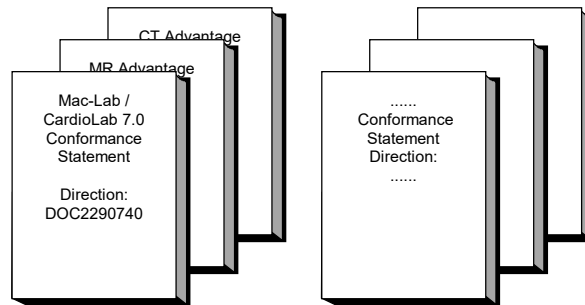 CT Advantage
MR Advantage
Mac-Lab /
CardioLab 7.0
Conformance
Statement
Direction:
DOC2290740
......
Conformance
Statement
Direction:
......